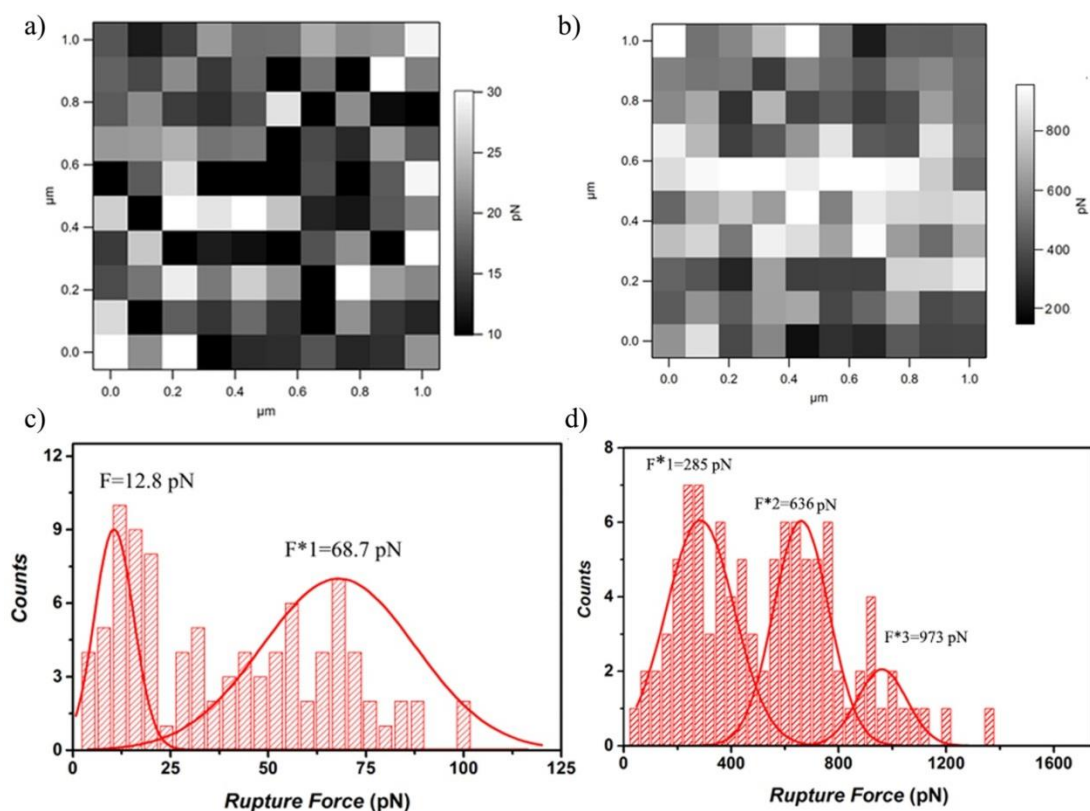 a)
1.0
0.8
0.6
0.4
0.2
0.0
μm
0.0 0.2 0.4 0.6 0.8 1.0
μm
30
25
20
15
10
pN
b)
1.0
0.8
0.6
0.4
0.2
0.0
μm
0.0 0.2 0.4 0.6 0.8 1.0
μm
800
600
400
200
pN
c)
12
9
6
3
0
Counts
F=12.8 pN
F*1=68.7 pN
0 25 50 75 100 125
Rupture Force (pN)
d)
8
6
4
2
0
Counts
F*1=285 pN
F*2=636 pN
F*3=973 pN
0 400 800 1200 1600
Rupture Force (pN)